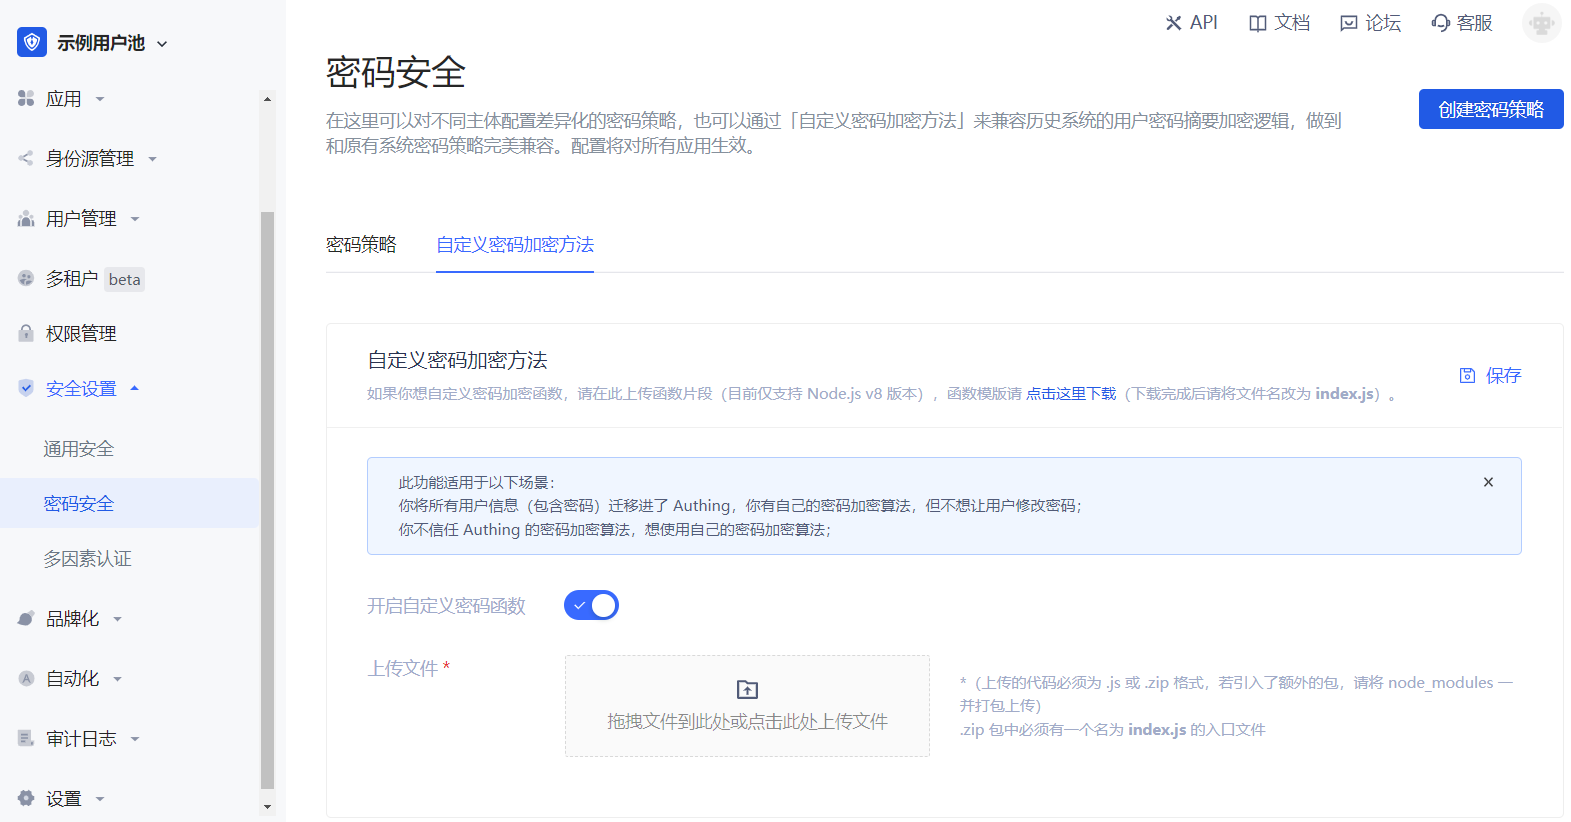 示例用户池
API
文档
论坛
客服
应用
身份源管理
用户管理
多租户 beta
权限管理
安全设置
通用安全
密码安全
多因素认证
品牌化
自动化
审计日志
设置
密码安全
创建密码策略
在这里可以对不同主体配置差异化的密码策略，也可以通过「自定义密码加密方法」来兼容历史系统的用户密码摘要加密逻辑，做到
和原有系统密码策略完美兼容。配置将对所有应用生效。
密码策略
自定义密码加密方法
自定义密码加密方法
如果你想自定义密码加密函数，请在此上传函数片段（目前仅支持 Node.js v8 版本），函数模版请 点击这里下载（下载完成后请将文件名改为 index.js）。
保存
此功能适用于以下场景：
你将所有用户信息（包含密码）迁移进了 Authing，你有自己的密码加密算法，但不想让用户修改密码；
你不信任 Authing 的密码加密算法，想使用自己的密码加密算法；
开启自定义密码函数
上传文件 *
拖拽文件到此处或点击此处上传文件
*（上传的代码必须为 .js 或 .zip 格式，若引入了额外的包，请将 node_modules 一
并打包上传）
.zip 包中必须有一个名为 index.js 的入口文件